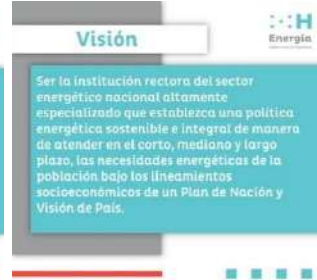 Visión
H
Energía
Ser la institución rectora del sector
energético nacional altamente
especializado que establezca una política
energética sostenible e integral de manera
de atender en el corto, mediano y largo
plazo, las necesidades energéticas de la
población bajo los lineamientos
socioeconómicos de un Plan de Nación y
Visión de País.